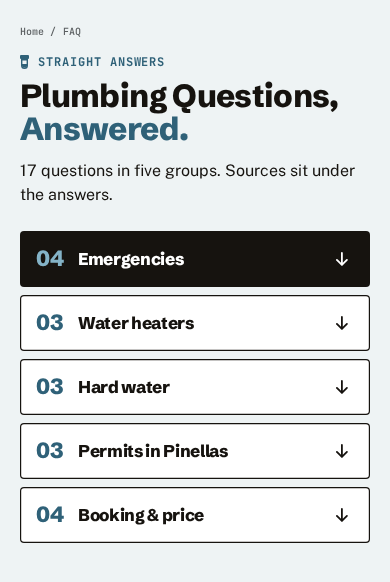 Home / FAQ
STRAIGHT ANSWERS
Plumbing Questions,
Answered.
17 questions in five groups. Sources sit under
the answers.
04 Emergencies
03 Water heaters
03 Hard water
03 Permits in Pinellas
04 Booking & price